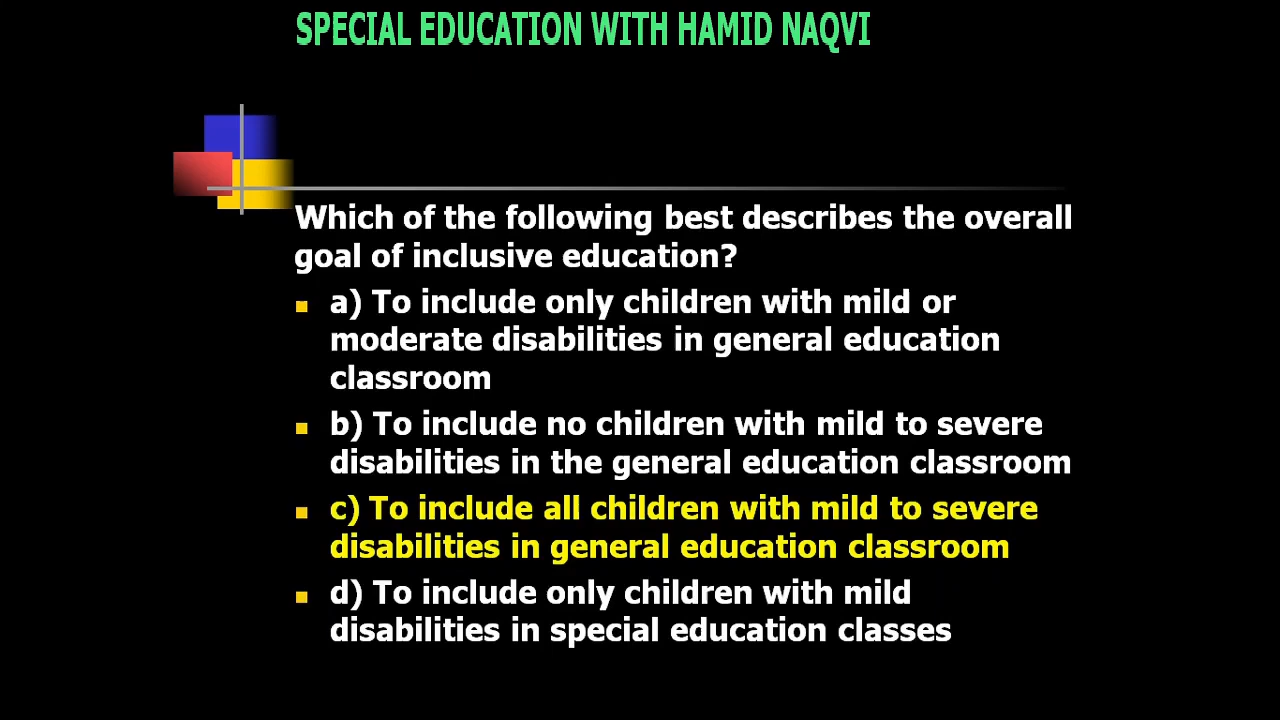 SPECIAL EDUCATION WITH HAMID NAQVI
Which of the following best describes the overall
goal of inclusive education?
a) To include only children with mild or
moderate disabilities in general education
classroom
b) To include no children with mild to severe
disabilities in the general education classroom
c) To include all children with mild to severe
disabilities in general education classroom
d) To include only children with mild
disabilities in special education classes